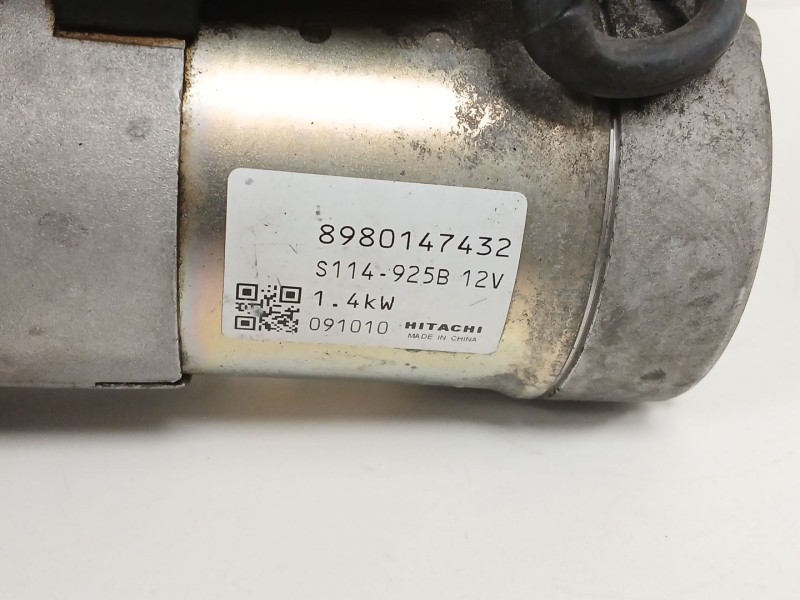 8980147432
S114-925B 12V
1.4kW
091010 HITACHI
MADE IN CHINA